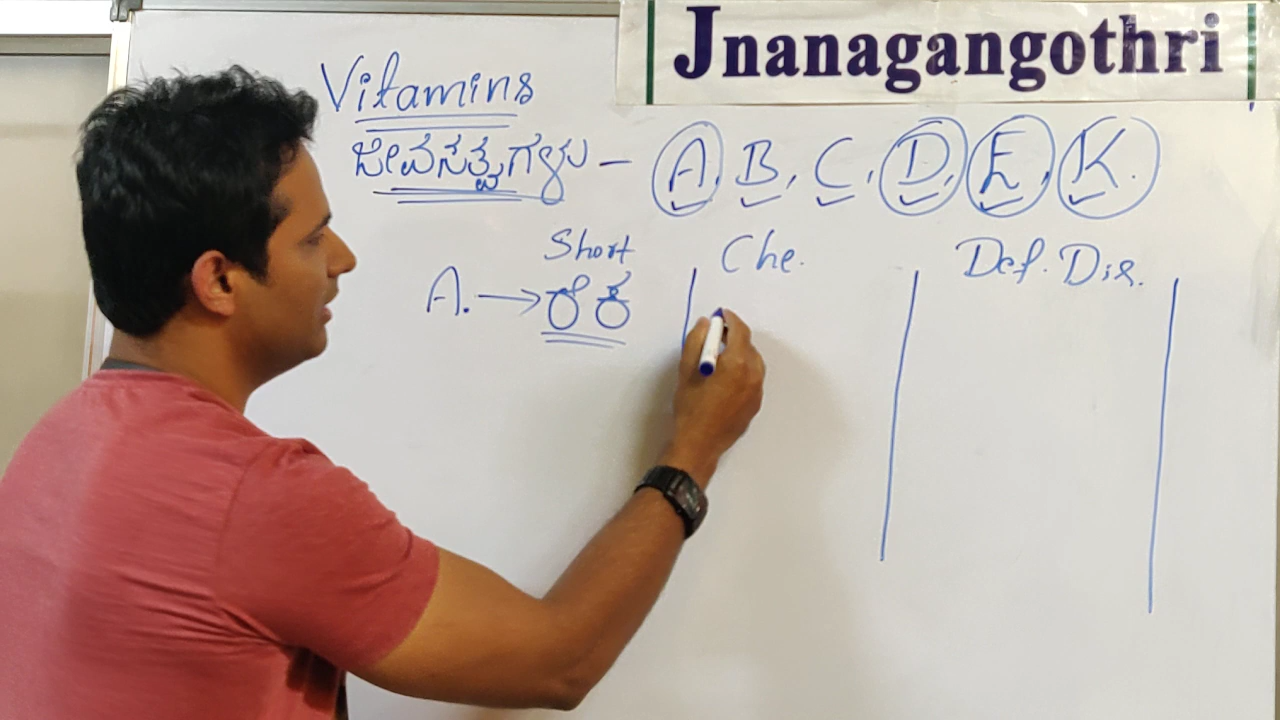 Jnanagangothri
Vitamins
ಜೀವಸತ್ವಗಳು – A, B, C, D, E, K.
Short Che. Def. Dis.
A. → ರೆಕ